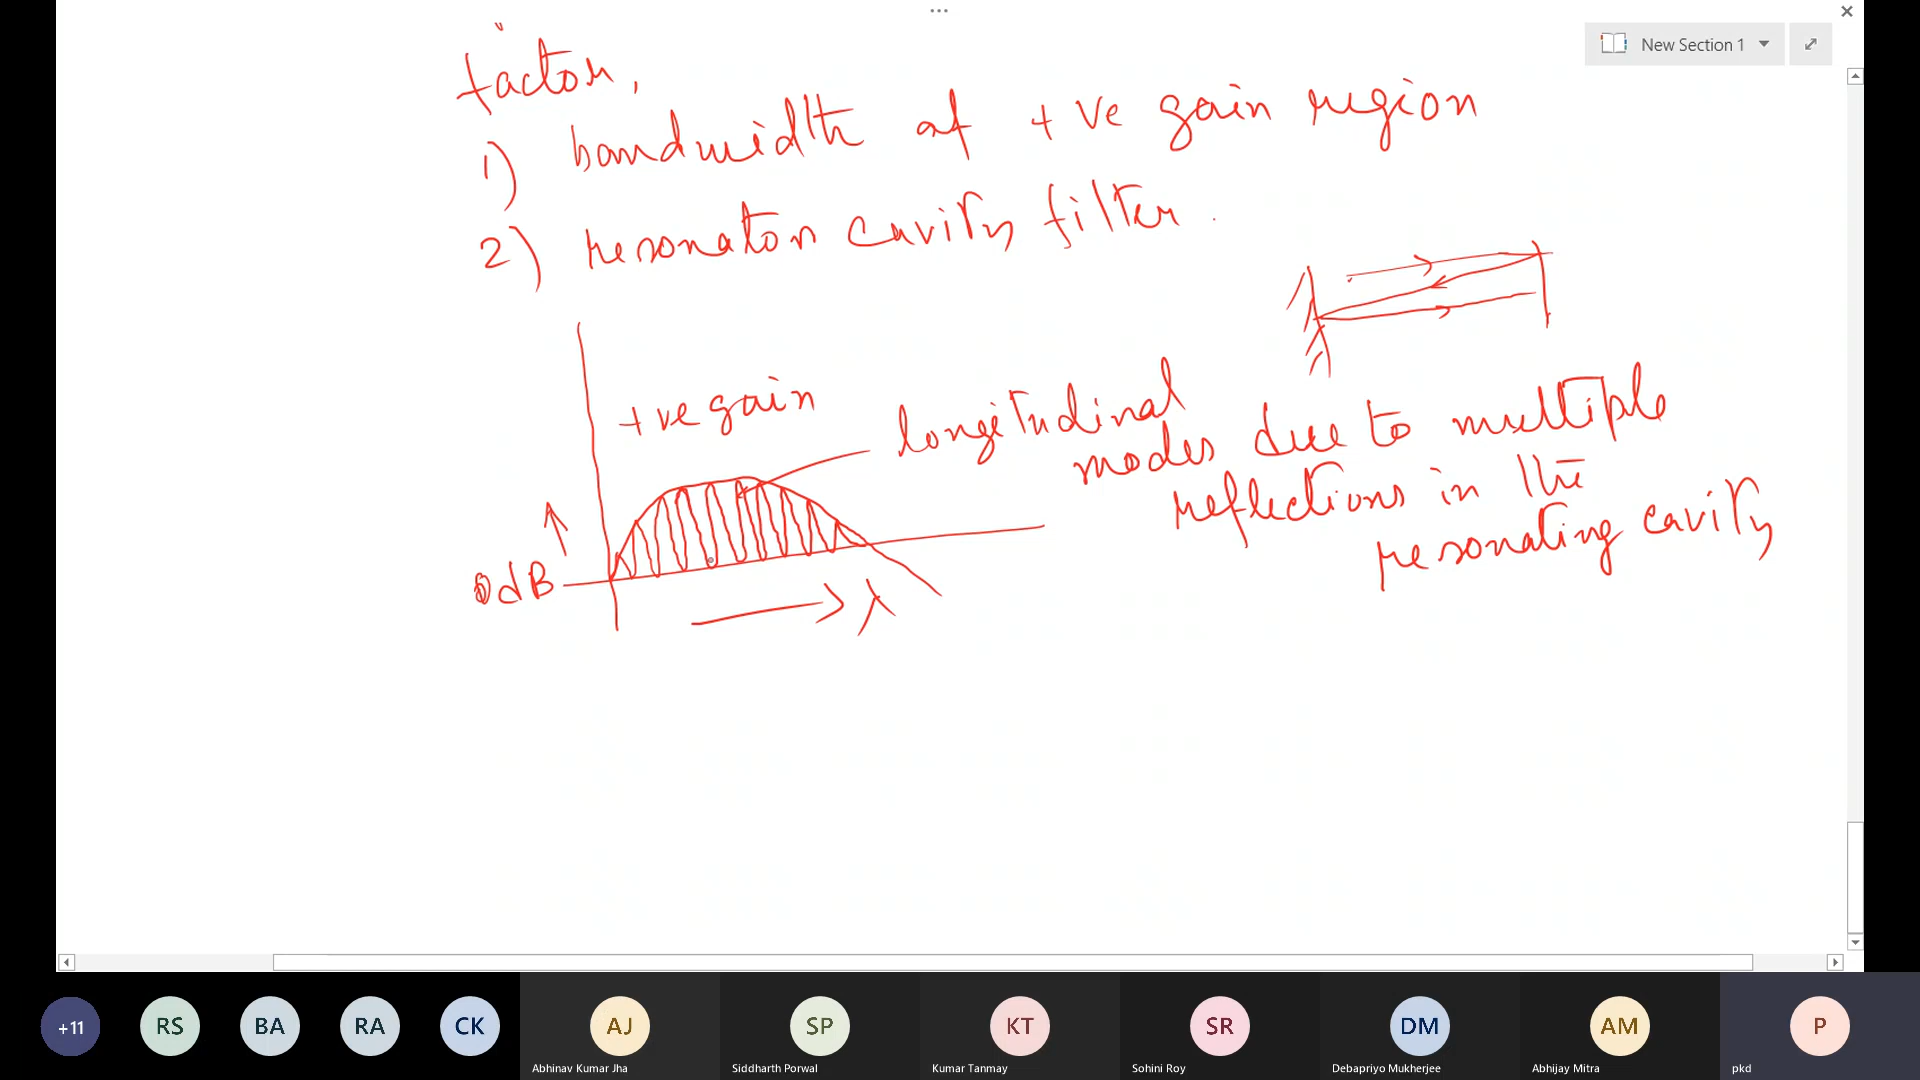 New Section 1
factor,
1) bandwidth of +ve gain region
2) resonator cavity filter.
+ve gain
longitudinal
modes due to multiple
reflections in the
resonating cavity
0dB
λ
+11
RS
BA
RA
CK
AJ
SP
KT
SR
DM
AM
P
Abhinav Kumar Jha
Siddharth Porwal
Kumar Tanmay
Sohini Roy
Debapriyo Mukherjee
Abhijay Mitra
pkd